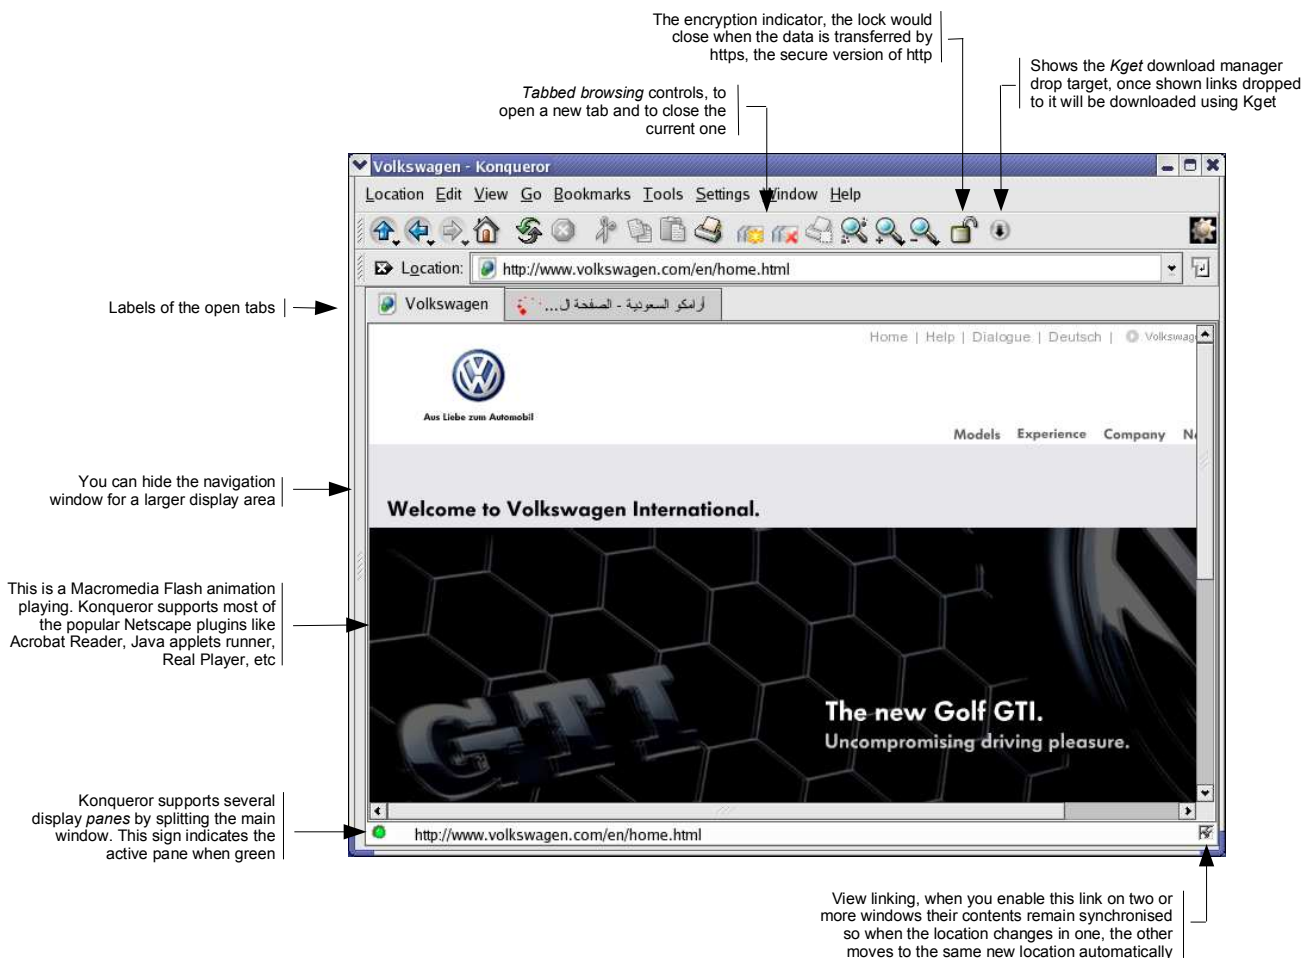 The encryption indicator, the lock would
close when the data is transferred by
https, the secure version of http
Shows the Kget download manager
drop target, once shown links dropped
to it will be downloaded using Kget
Tabbed browsing controls, to
open a new tab and to close the
current one
Volkswagen - Konqueror
Location Edit View Go Bookmarks Tools Settings Window Help
Location: http://www.volkswagen.com/en/home.html
Labels of the open tabs
Volkswagen
أرامكو السعودية - الصفحة ال...
Home | Help | Dialogue | Deutsch | Volkswag
Aus Liebe zum Automobil
Models Experience Company
You can hide the navigation
window for a larger display area
Welcome to Volkswagen International.
This is a Macromedia Flash animation
playing. Konqueror supports most of
the popular Netscape plugins like
Acrobat Reader, Java applets runner,
Real Player, etc
GTI
The new Golf GTI.
Uncompromising driving pleasure.
Konqueror supports several
display panes by splitting the main
window. This sign indicates the
active pane when green
http://www.volkswagen.com/en/home.html
View linking, when you enable this link on two or
more windows their contents remain synchronised
so when the location changes in one, the other
moves to the same new location automatically